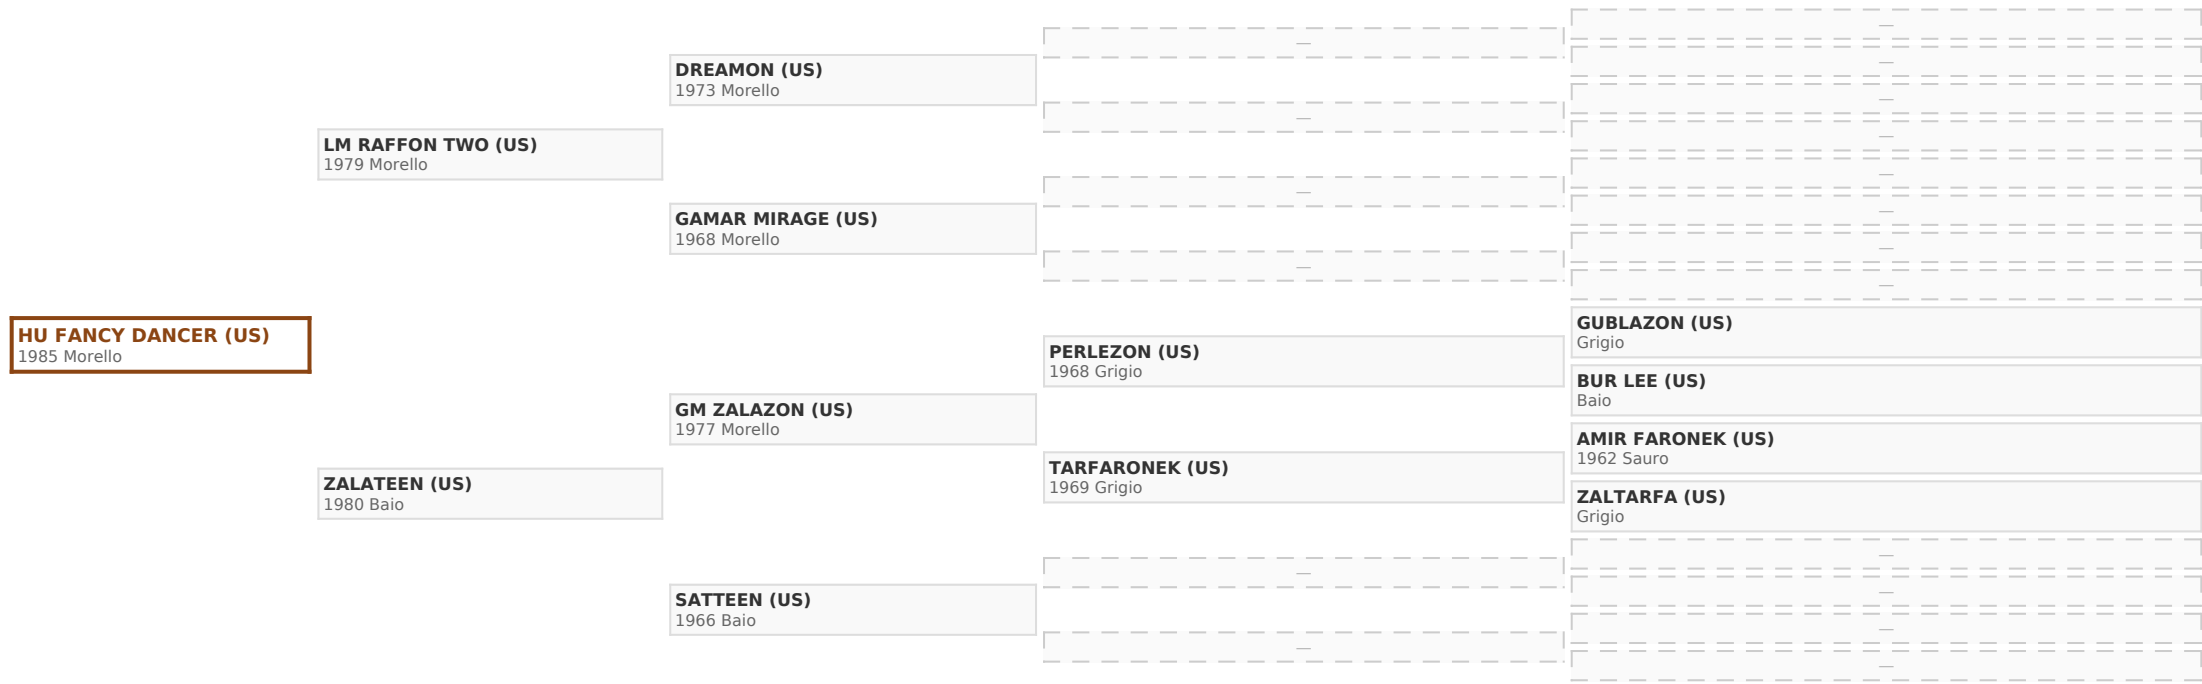 HU FANCY DANCER (US)
1985 Morello
LM RAFFON TWO (US)
1979 Morello
ZALATEEN (US)
1980 Baio
DREAMON (US)
1973 Morello
GAMAR MIRAGE (US)
1968 Morello
GM ZALAZON (US)
1977 Morello
SATTEEN (US)
1966 Baio
—
—
—
—
PERLEZON (US)
1968 Grigio
TARFARONEK (US)
1969 Grigio
—
—
—
—
—
—
—
—
—
—
GUBLAZON (US)
Grigio
BUR LEE (US)
Baio
AMIR FARONEK (US)
1962 Sauro
ZALTARFA (US)
Grigio
—
—
—
—